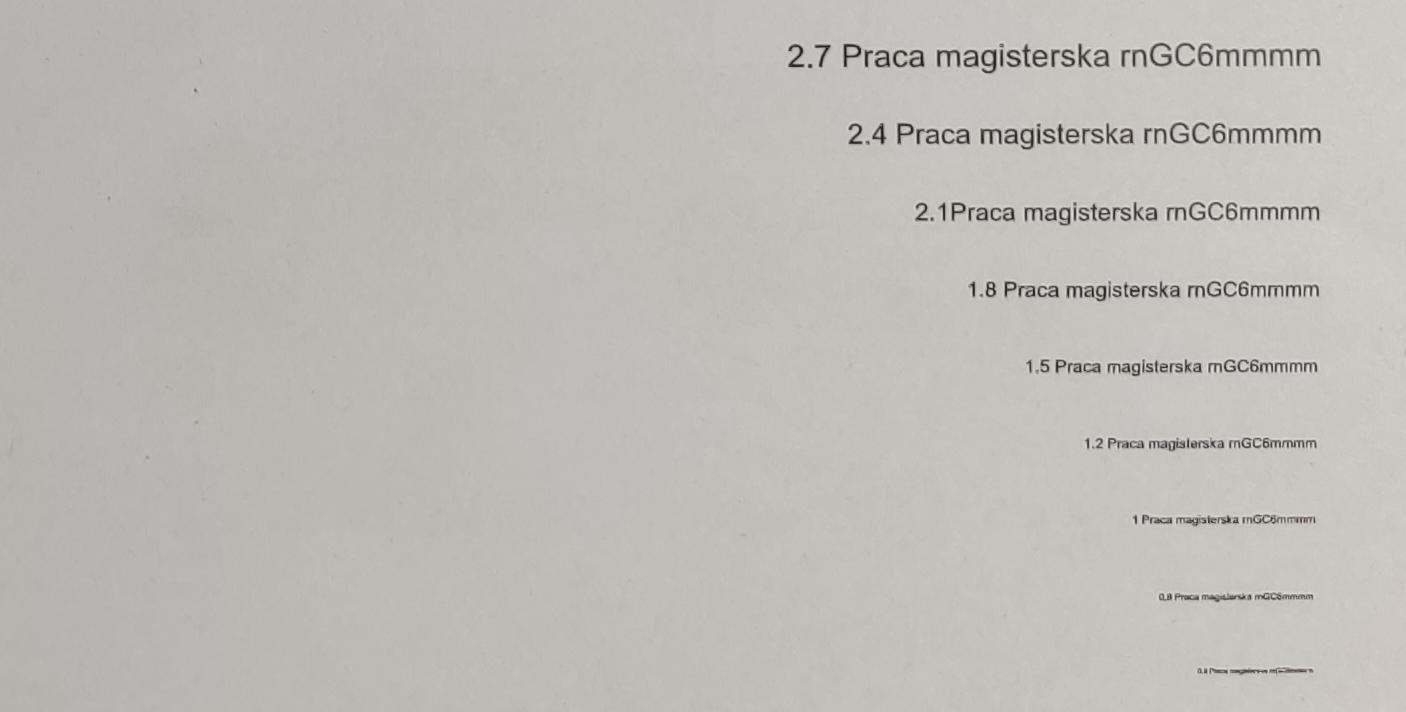 2.7 Praca magisterska rnGC6mmmm
2.4 Praca magisterska rnGC6mmmm
2.1Praca magisterska rnGC6mmmm
1.8 Praca magisterska rnGC6mmmm
1.5 Praca magisterska rnGC6mmmm
1.2 Praca magisterska rnGC6mmmm
1 Praca magisterska rnGC6mmmm
0.8 Praca magisterska rnGC6mmmm
Praca